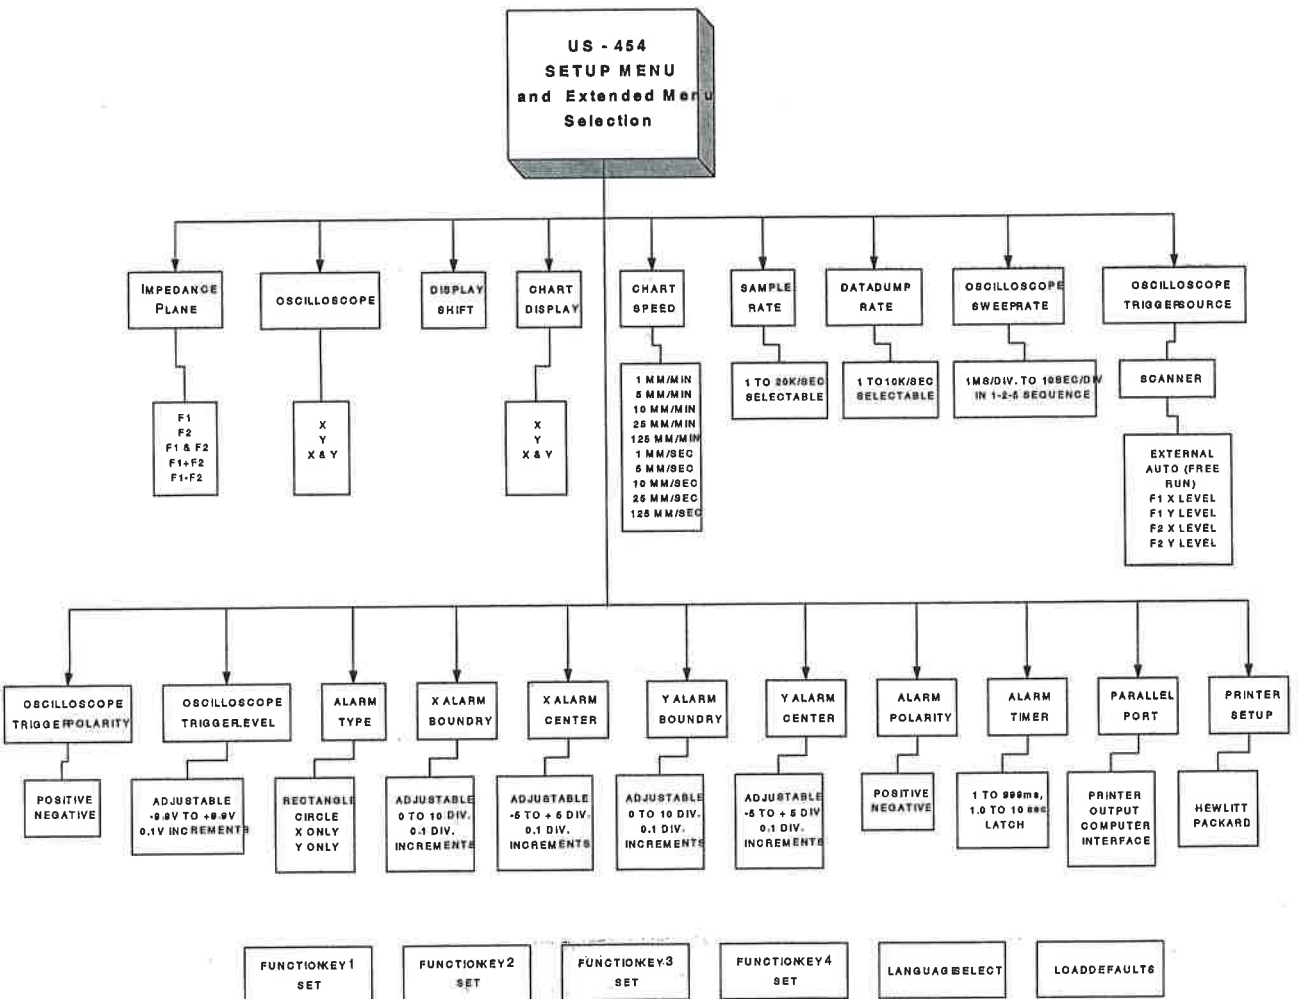 US - 454
SETUP MENU
and Extended Menu
Selection
IMPEDANCE
PLANE
OSCILLOSCOPE
DISPLAY
SHIFT
CHART
DISPLAY
CHART
SPEED
SAMPLE
RATE
DATADUMP
RATE
OSCILLOSCOPE
SWEEPRATE
OSCILLOSCOPE
TRIGGERSOURCE
F1
F2
F1 & F2
F1+F2
F1-F2
X
Y
X & Y
X
Y
X & Y
1 MM/MIN
5 MM/MIN
10 MM/MIN
25 MM/MIN
125 MM/MIN
1 MM/SEC
5 MM/SEC
10 MM/SEC
25 MM/SEC
125 MM/SEC
1 TO 20K/SEC
SELECTABLE
1 TO10K/SEC
SELECTABLE
1MS/DIV. TO 10SEC/DIV
IN 1-2-5 SEQUENCE
SCANNER
EXTERNAL
AUTO (FREE
RUN)
F1 X LEVEL
F1 Y LEVEL
F2 X LEVEL
F2 Y LEVEL
OSCILLOSCOPE
TRIGGERPOLARITY
OSCILLOSCOPE
TRIGGERLEVEL
ALARM
TYPE
X ALARM
BOUNDRY
X ALARM
CENTER
Y ALARM
BOUNDRY
Y ALARM
CENTER
ALARM
POLARITY
ALARM
TIMER
PARALLEL
PORT
PRINTER
SETUP
POSITIVE
NEGATIVE
ADJUSTABLE
-9.9V TO +9.9V
0.1V INCREMENTS
RECTANGLE
CIRCLE
X ONLY
Y ONLY
ADJUSTABLE
0 TO 10 DIV.
0.1 DIV.
INCREMENTS
ADJUSTABLE
-5 TO + 5 DIV.
0.1 DIV.
INCREMENTS
ADJUSTABLE
0 TO 10 DIV.
0.1 DIV.
INCREMENTS
ADJUSTABLE
-5 TO + 5 DIV
0.1 DIV.
INCREMENTS
POSITIVE
NEGATIVE
1 TO 999ms,
1.0 TO 10 sec
LATCH
PRINTER
OUTPUT
COMPUTER
INTERFACE
HEWLITT
PACKARD
FUNCTIONKEY1
SET
FUNCTIONKEY2
SET
FUNCTIONKEY3
SET
FUNCTIONKEY4
SET
LANGUAGESELECT
LOADDEFAULTS